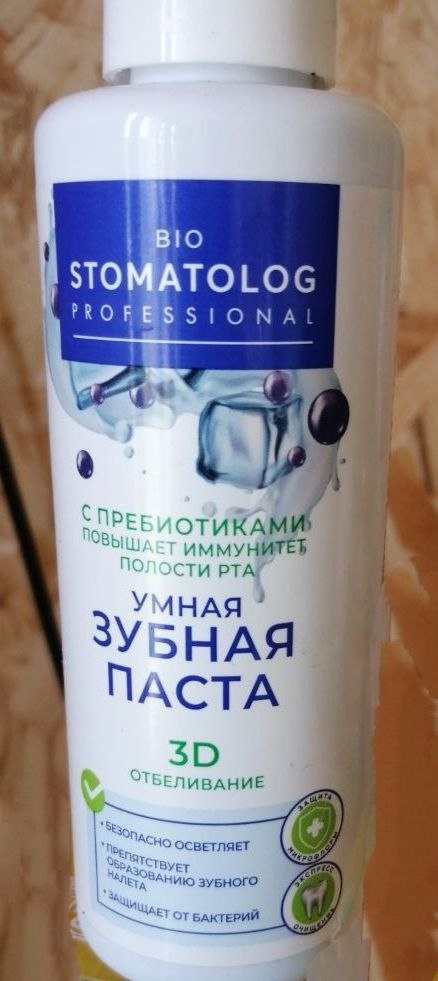 BIO
STOMATOLOG
PROFESSIONAL
С ПРЕБИОТИКАМИ
ПОВЫШАЕТ ИММУНИТЕТ
ПОЛОСТИ РТА
УМНАЯ
ЗУБНАЯ
ПАСТА
3D
ОТБЕЛИВАНИЕ
• БЕЗОПАСНО ОСВЕТЛЯЕТ
• ПРЕПЯТСТВУЕТ
ОБРАЗОВАНИЮ ЗУБНОГО
НАЛЕТА
• ЗАЩИЩАЕТ ОТ БАКТЕРИЙ
ЗАЩИТА
МИКРОФЛОРЫ
ЭКСПРЕСС
ОЧИЩЕНИЕ